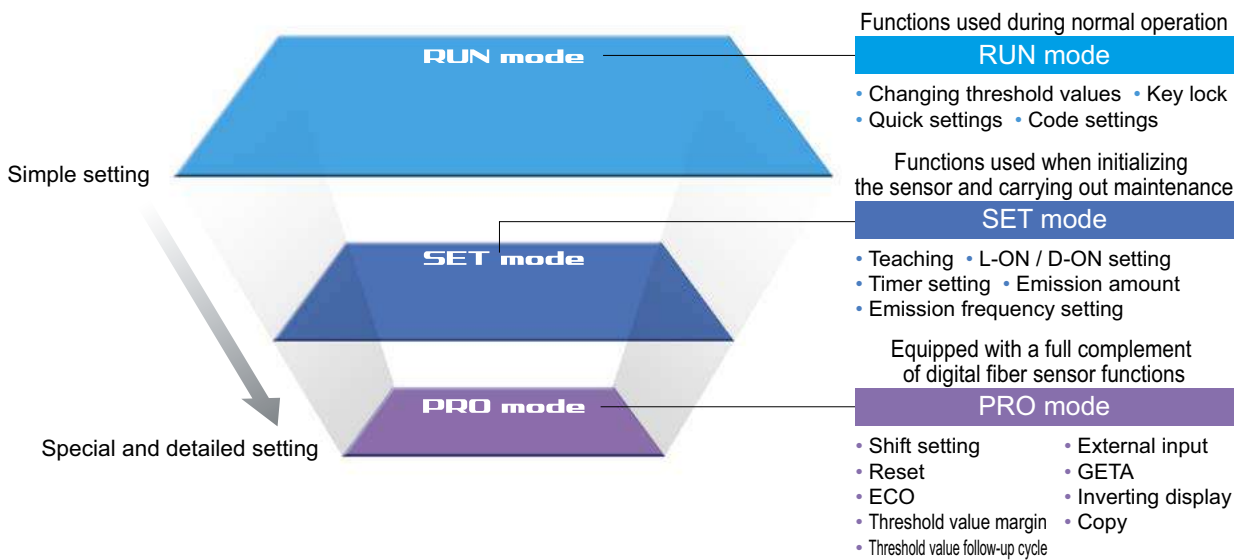 Functions used during normal operation
RUN mode
RUN mode
• Changing threshold values • Key lock
• Quick settings • Code settings
Simple setting
Functions used when initializing
the sensor and carrying out maintenance
SET mode
SET mode
• Teaching • L-ON / D-ON setting
• Timer setting • Emission amount
• Emission frequency setting
Equipped with a full complement
of digital fiber sensor functions
PRO mode
PRO mode
Special and detailed setting
• Shift setting
• Reset
• ECO
• Threshold value margin
• Threshold value follow-up cycle
• External input
• GETA
• Inverting display
• Copy